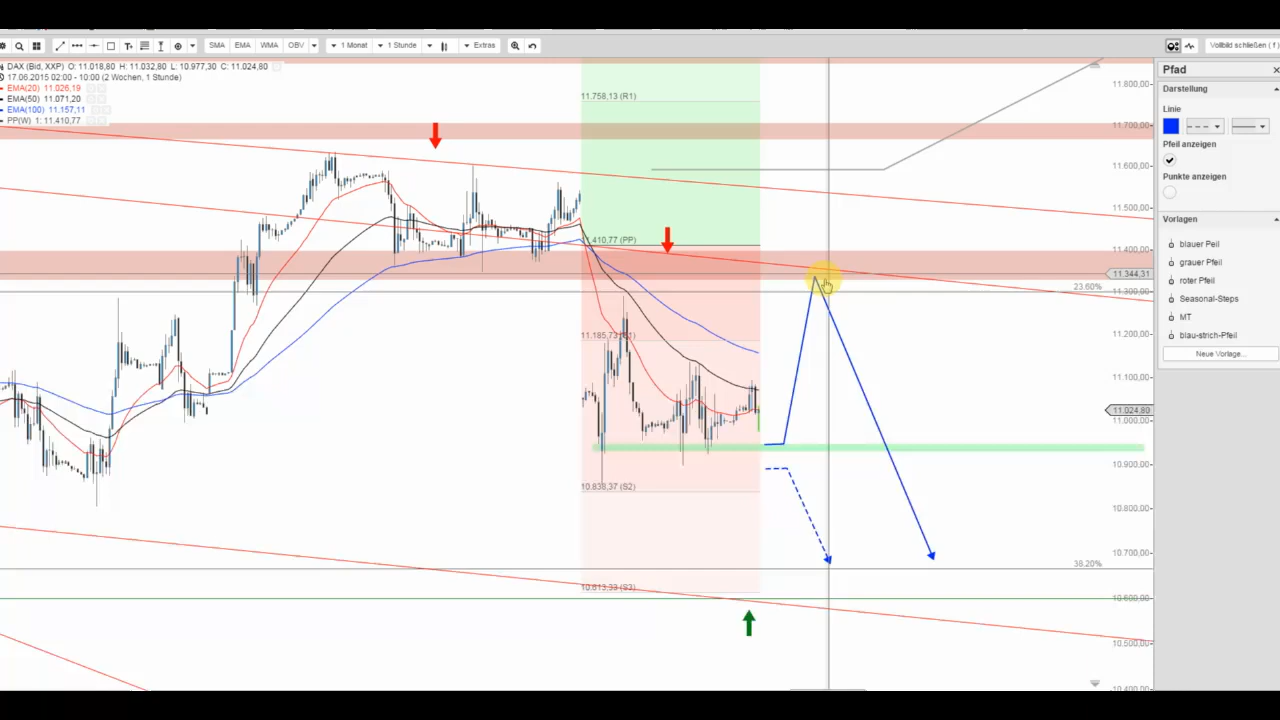 SMA EMA WMA OBV 1 Monat 1 Stunde Extras Vollbild schließen ( f )
DAX (Bid, XXP) O: 11.018,80 H: 11.032,80 L: 10.977,30 C: 11.024,80
17.06.2015 02:00 - 10:00 (2 Wochen, 1 Stunde)
EMA(20) 11.026,19
EMA(50) 11.071,20
EMA(100) 11.157,11
PP(W) 1: 11.410,77
11.758,13 (R1)
11.410,77 (PP)
11.185,73 (S1)
10.838,37 (S2)
10.613,33 (S3)
23.60%
38.20%
11.800,00
11.700,00
11.600,00
11.500,00
11.400,00
11.344,31
11.300,00
11.200,00
11.100,00
11.024,80
11.000,00
10.900,00
10.800,00
10.700,00
10.600,00
10.500,00
10.400,00
Pfad
Darstellung
Linie
Pfeil anzeigen
Punkte anzeigen
Vorlagen
blauer Peil
grauer Pfeil
roter Pfeil
Seasonal-Steps
MT
blau-strich-Pfeil
Neue Vorlage...